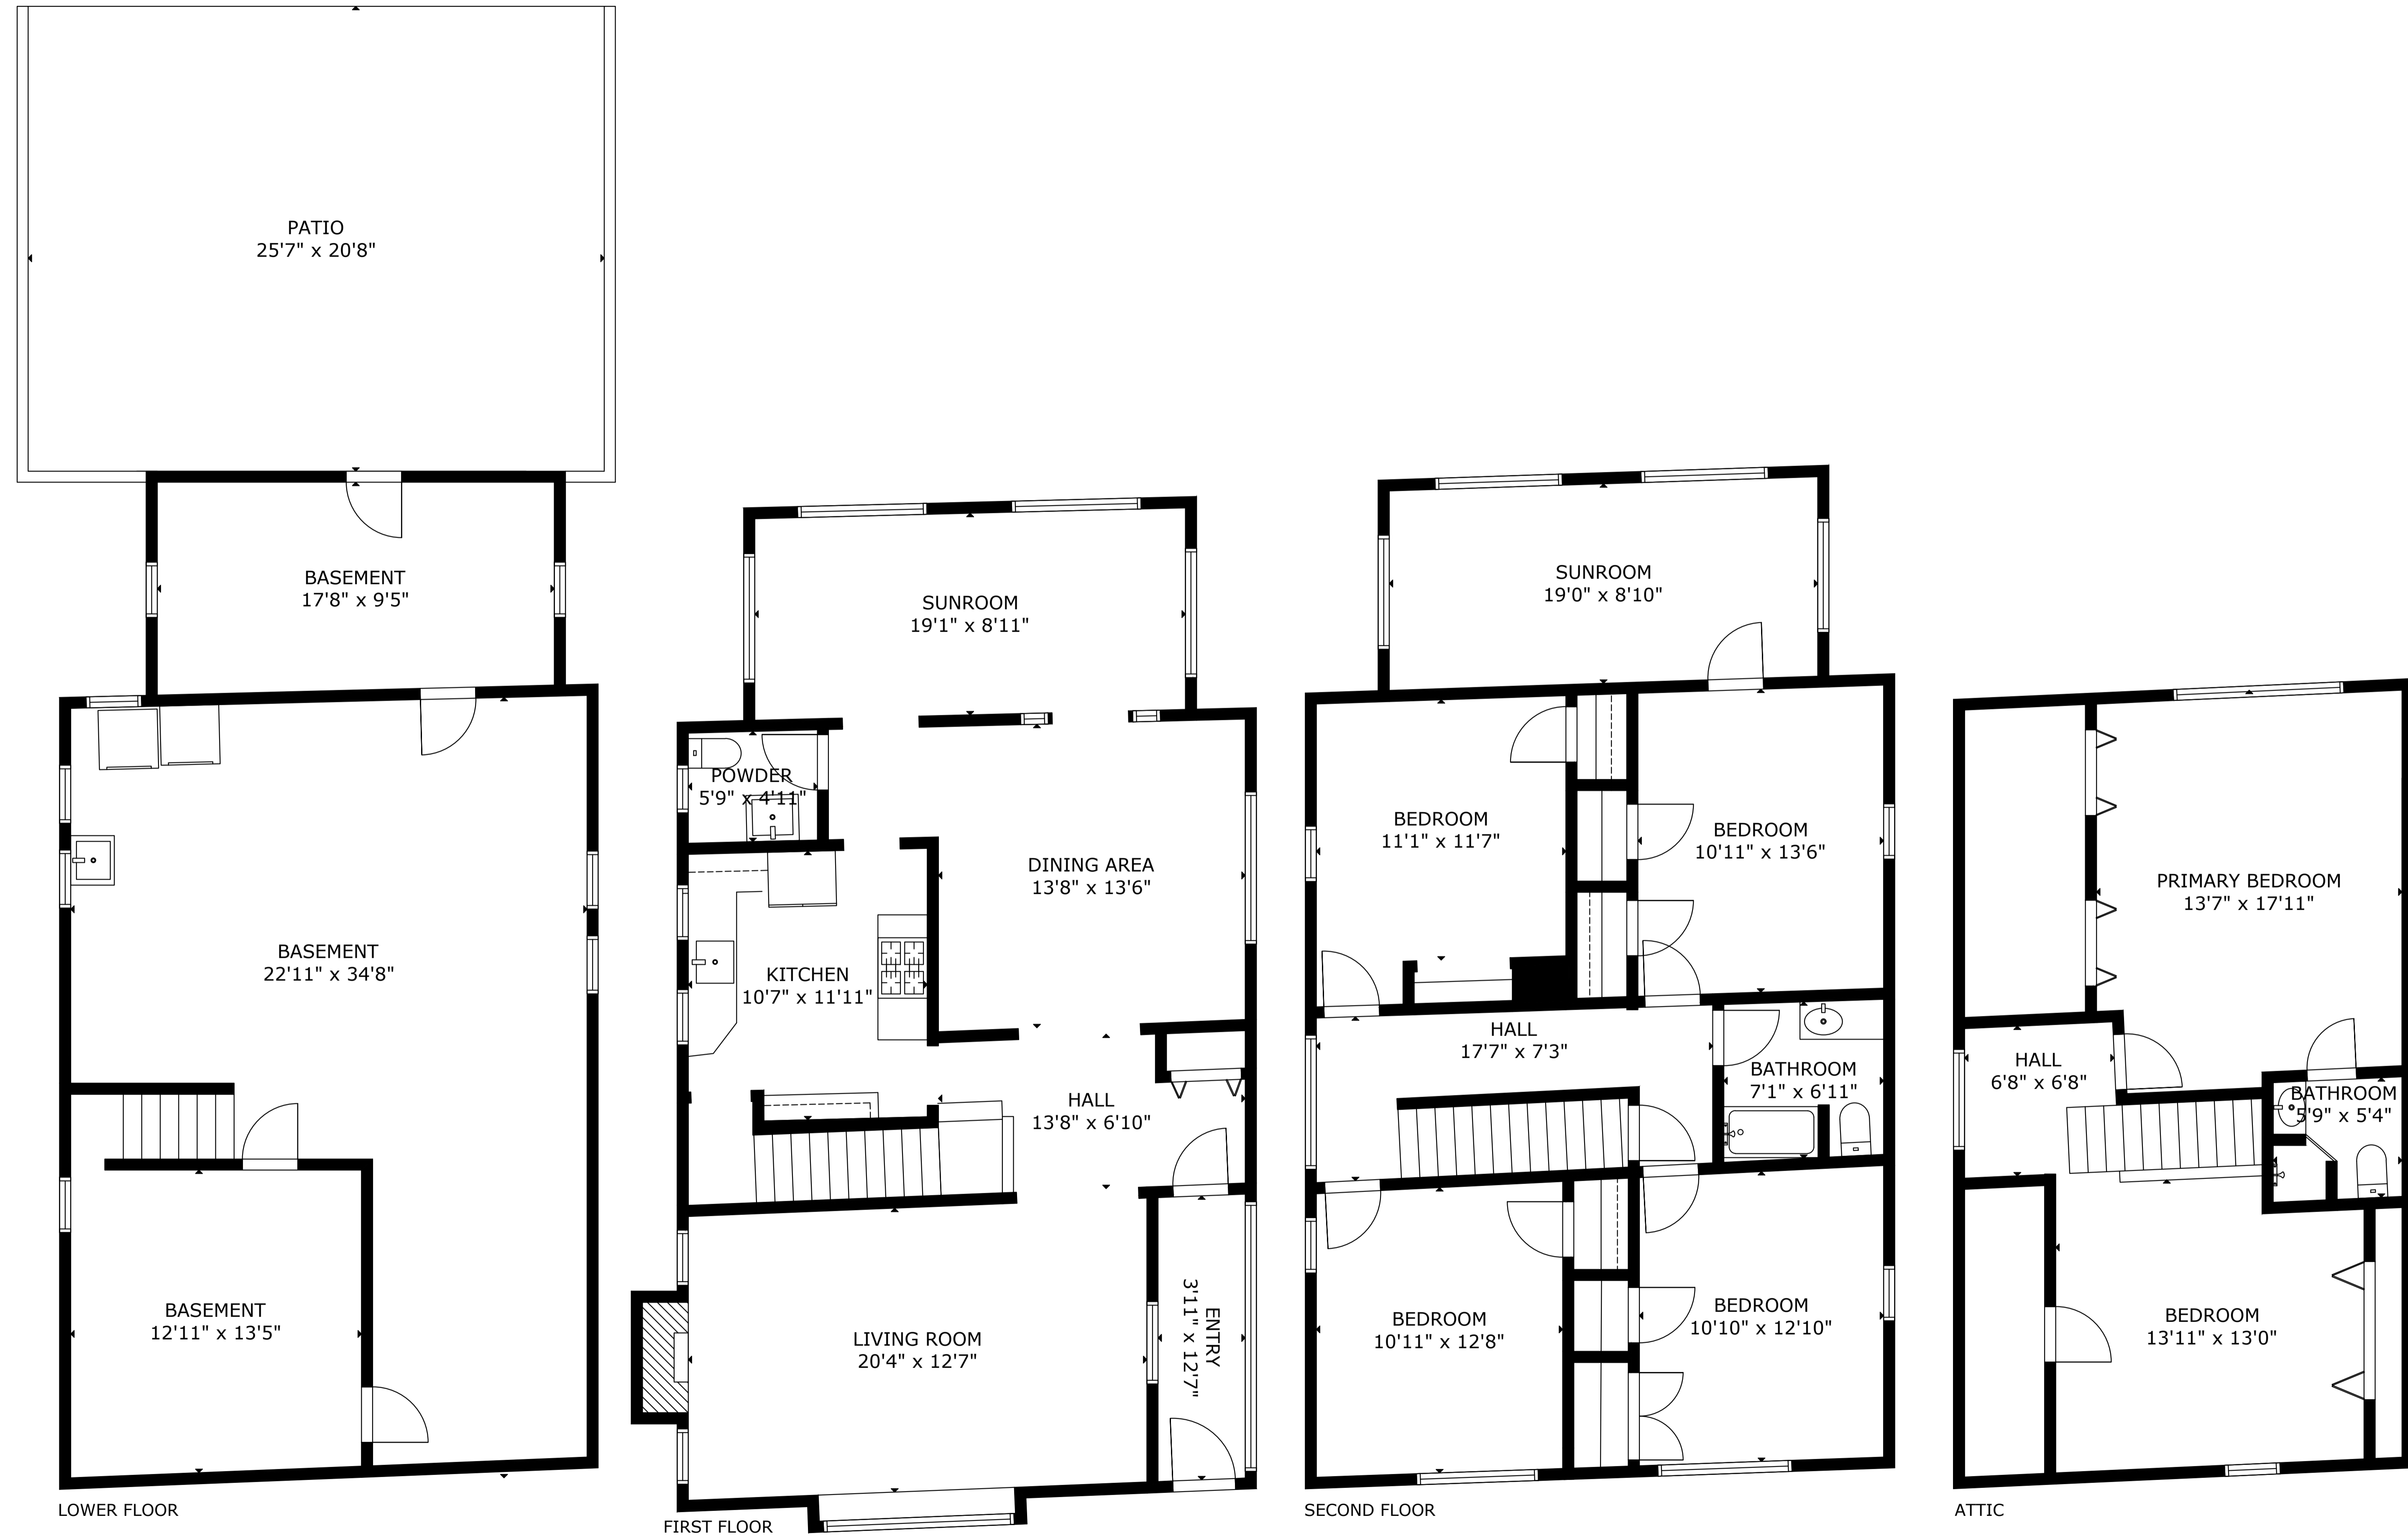 PATIO
25'7" x 20'8"
BASEMENT
17'8" x 9'5"
BASEMENT
22'11" x 34'8"
BASEMENT
12'11" x 13'5"
LOWER FLOOR
SUNROOM
19'1" x 8'11"
POWDER
5'9" x 4'11"
DINING AREA
13'8" x 13'6"
KITCHEN
10'7" x 11'11"
HALL
13'8" x 6'10"
LIVING ROOM
20'4" x 12'7"
ENTRY
3'11" x 12'7"
FIRST FLOOR
SUNROOM
19'0" x 8'10"
BEDROOM
11'1" x 11'7"
BEDROOM
10'11" x 13'6"
HALL
17'7" x 7'3"
BATHROOM
7'1" x 6'11"
BEDROOM
10'11" x 12'8"
BEDROOM
10'10" x 12'10"
SECOND FLOOR
PRIMARY BEDROOM
13'7" x 17'11"
HALL
6'8" x 6'8"
BATHROOM
5'9" x 5'4"
BEDROOM
13'11" x 13'0"
ATTIC